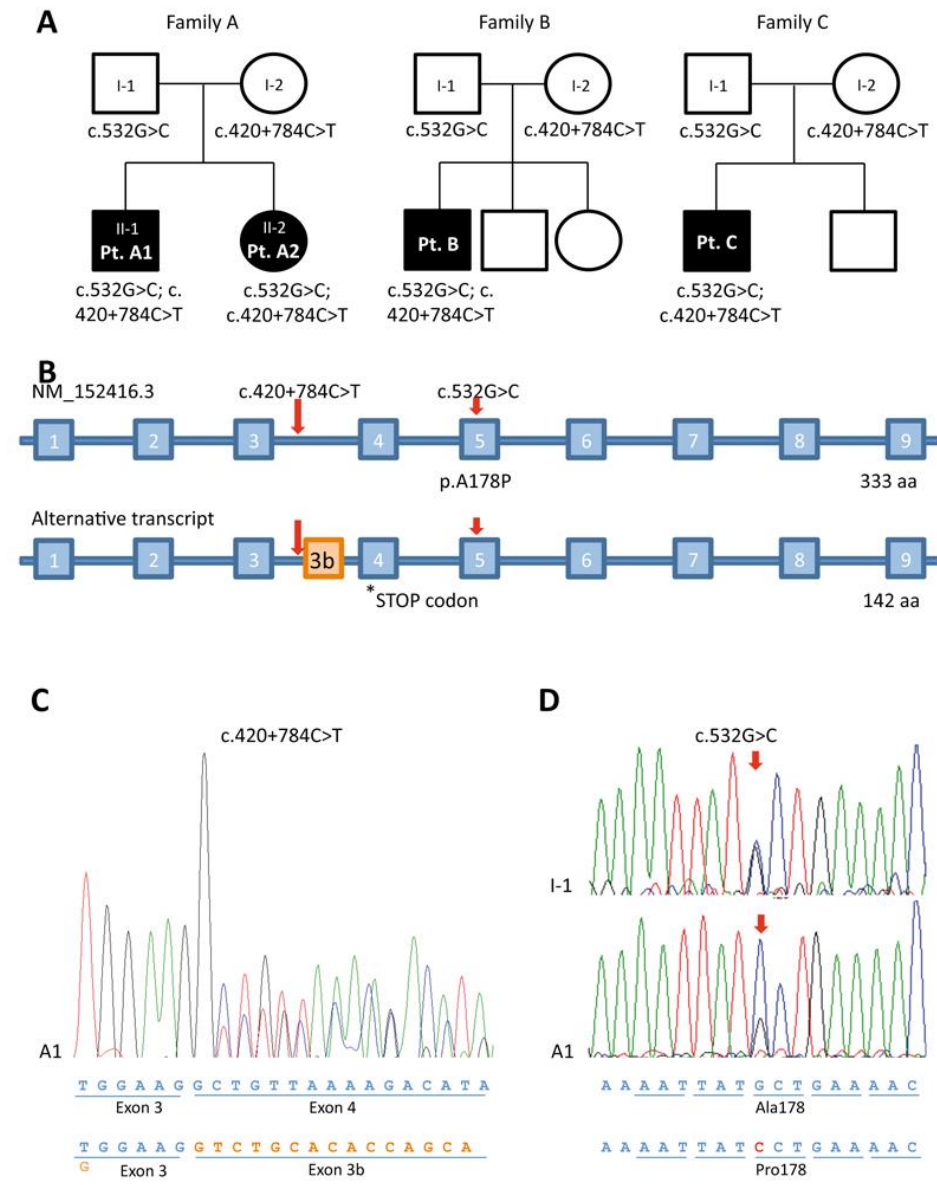 A
Family A
Family B
Family C
I-1
I-2
I-1
I-2
I-1
I-2
c.532G>C
c.420+784C>T
c.532G>C
c.420+784C>T
c.532G>C
c.420+784C>T
II-1
Pt. A1
II-2
Pt. A2
Pt. B
Pt. C
c.532G>C; c.
420+784C>T
c.532G>C;
c.420+784C>T
c.532G>C; c.
420+784C>T
c.532G>C;
c.420+784C>T
B
NM_152416.3
c.420+784C>T
c.532G>C
1 2 3 4 5 6 7 8 9
p.A178P
333 aa
Alternative transcript
1 2 3 3b 4 5 6 7 8 9
*STOP codon
142 aa
C
c.420+784C>T
A1
T G G A A G G C T G T T A A A A G A C A T A
Exon 3
Exon 4
T G G A A G G T C T G C A C A C C A G C A
G
Exon 3
Exon 3b
D
c.532G>C
I-1
A1
A A A A T T A T G C T G A A A A C
Ala178
A A A A T T A T C C T G A A A A C
Pro178